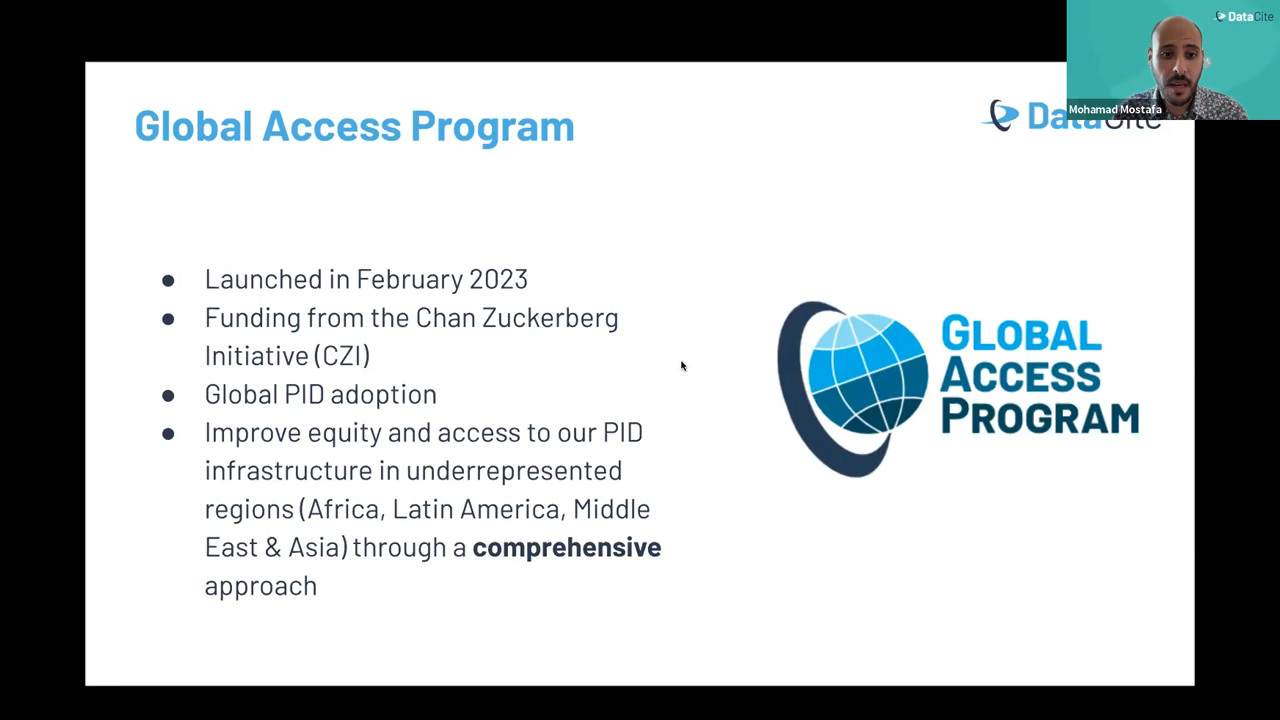 DataCite
Mohamad Mostafa
Global Access Program
DataCite
● Launched in February 2023
● Funding from the Chan Zuckerberg
Initiative (CZI)
● Global PID adoption
● Improve equity and access to our PID
infrastructure in underrepresented
regions (Africa, Latin America, Middle
East & Asia) through a comprehensive
approach
GLOBAL
ACCESS
PROGRAM